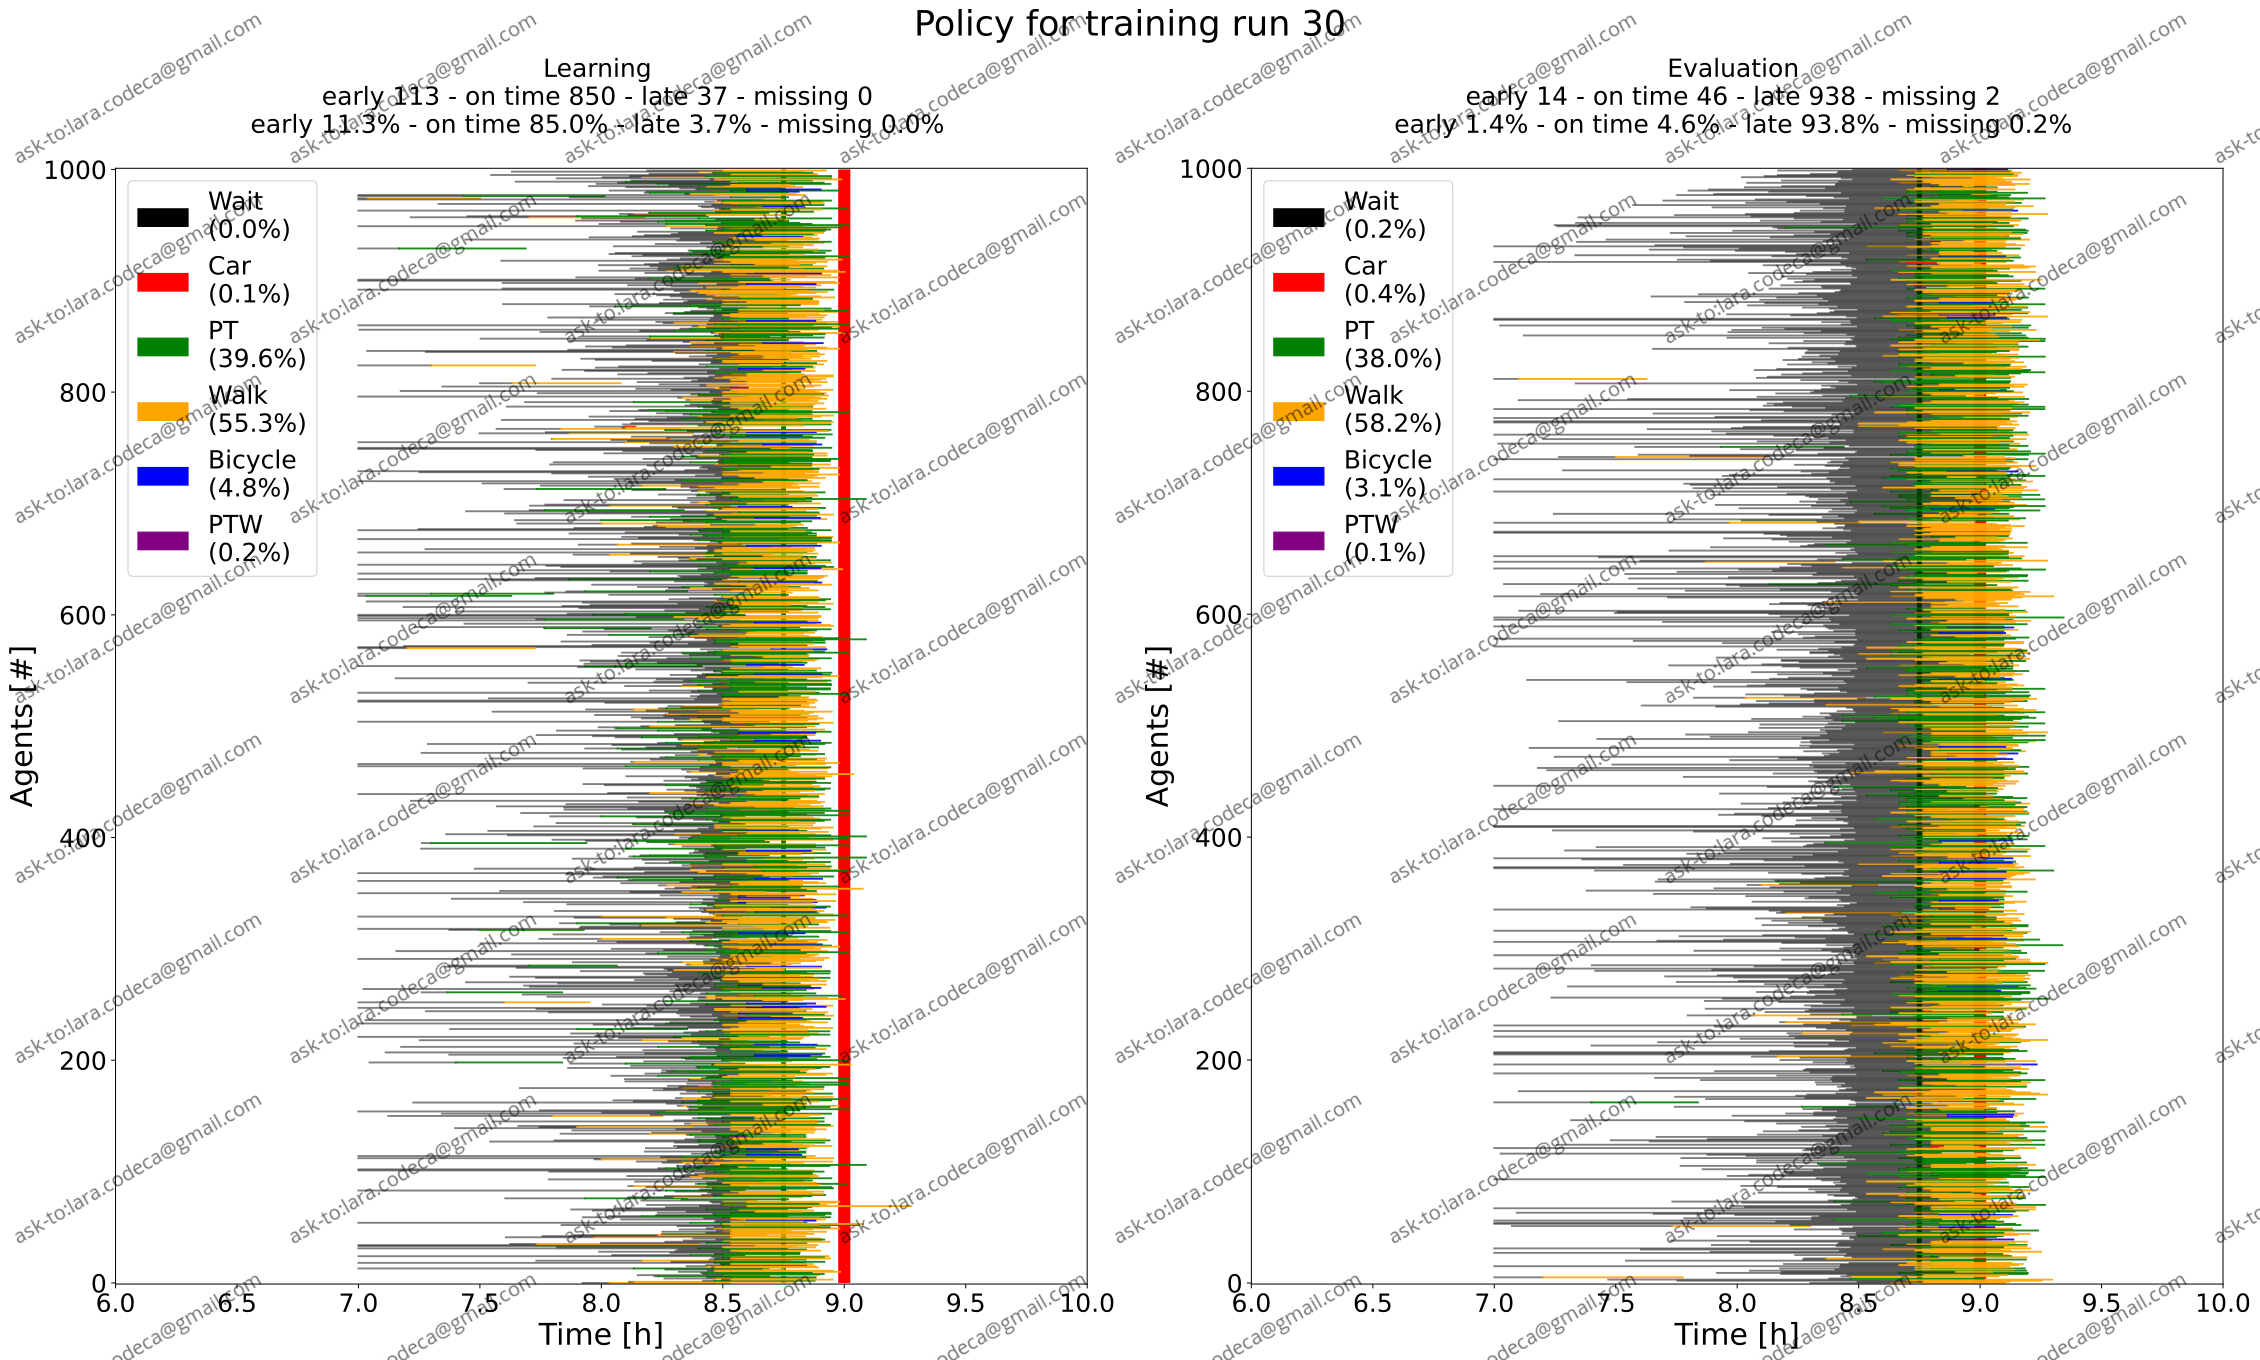 Policy for training run 30
Learning
early 113 - on time 850 - late 37 - missing 0
early 11.3% - on time 85.0% - late 3.7% - missing 0.0%
1000
800
600
400
200
0
Agents [#]
Wait
(0.0%)
Car
(0.1%)
PT
(39.6%)
Walk
(55.3%)
Bicycle
(4.8%)
PTW
(0.2%)
6.0 6.5 7.0 7.5 8.0 8.5 9.0 9.5 10.0
Time [h]
Evaluation
early 14 - on time 46 - late 938 - missing 2
early 1.4% - on time 4.6% - late 93.8% - missing 0.2%
1000
800
600
400
200
0
Agents [#]
Wait
(0.2%)
Car
(0.4%)
PT
(38.0%)
Walk
(58.2%)
Bicycle
(3.1%)
PTW
(0.1%)
6.0 6.5 7.0 7.5 8.0 8.5 9.0 9.5 10.0
Time [h]
ask-to:lara.codeca@gmail.com